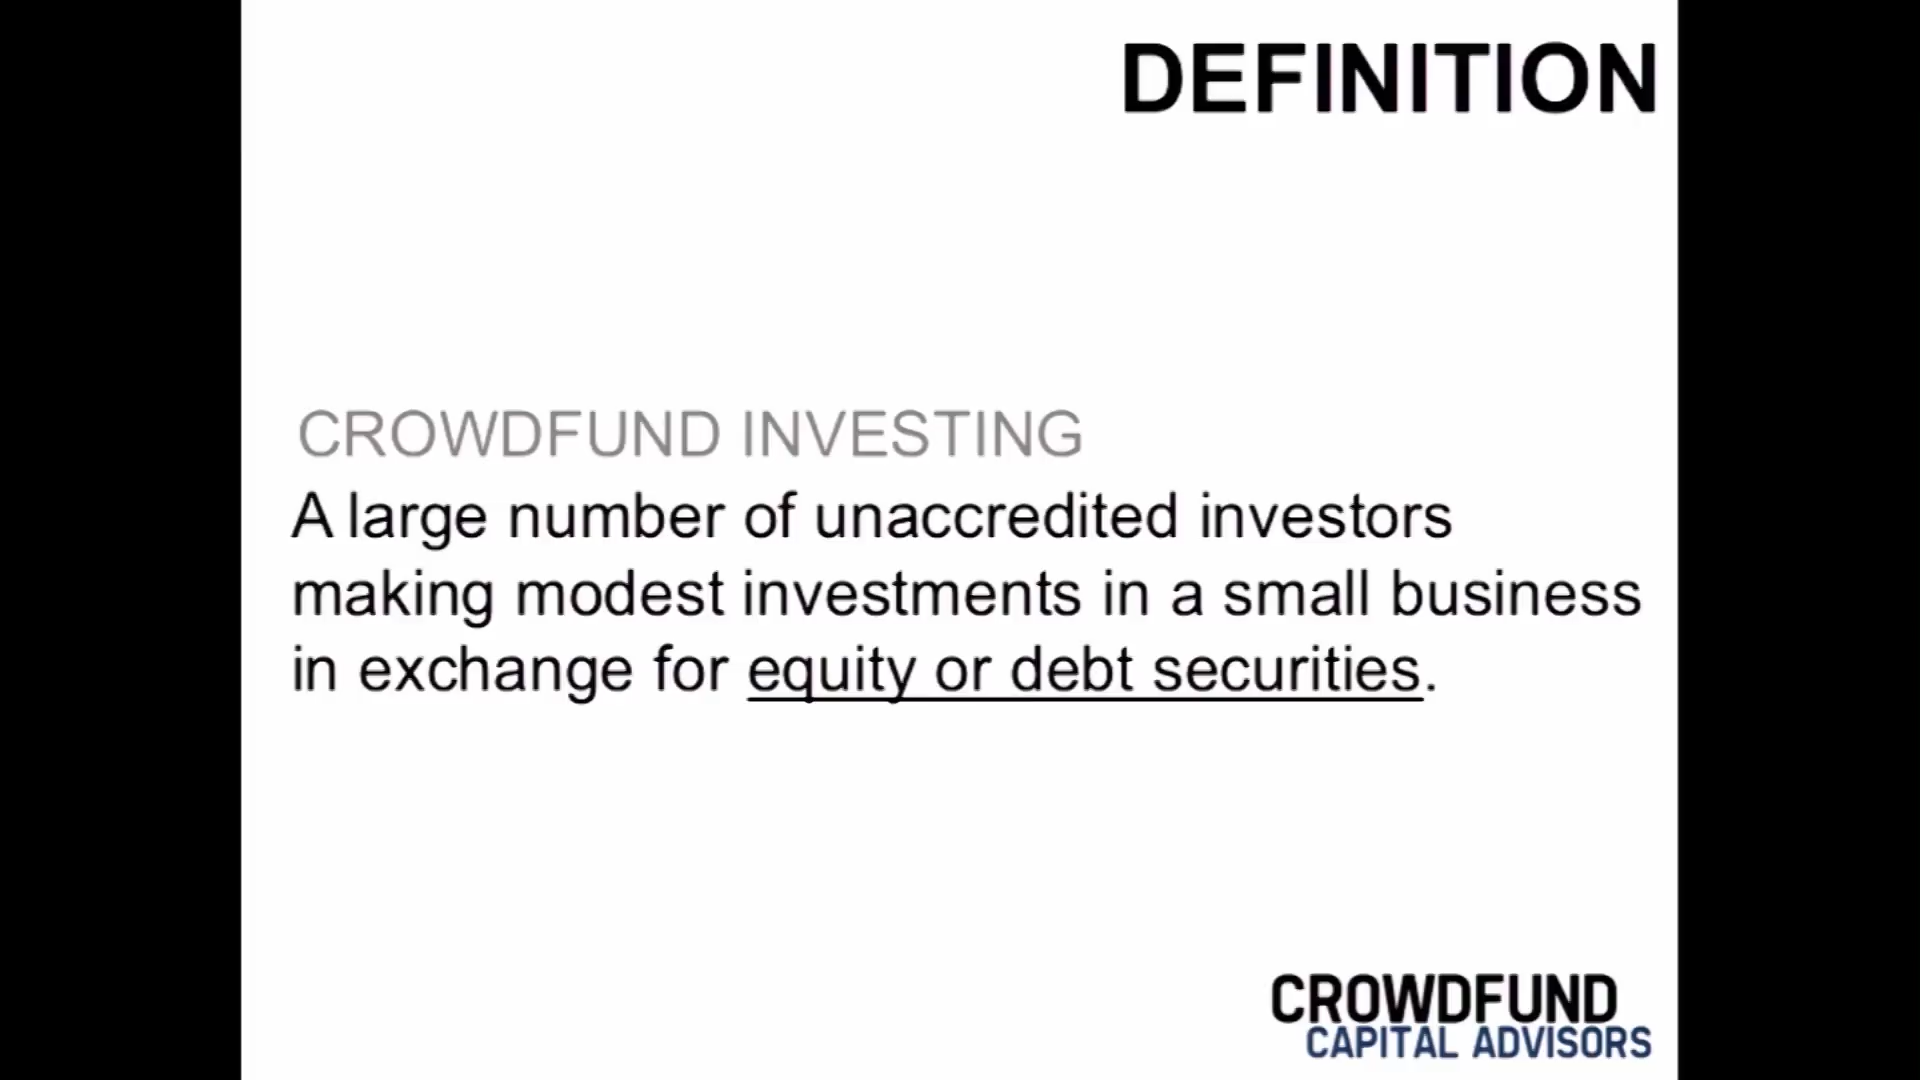 DEFINITION
CROWDFUND INVESTING
A large number of unaccredited investors
making modest investments in a small business
in exchange for equity or debt securities.
CROWDFUND
CAPITAL ADVISORS